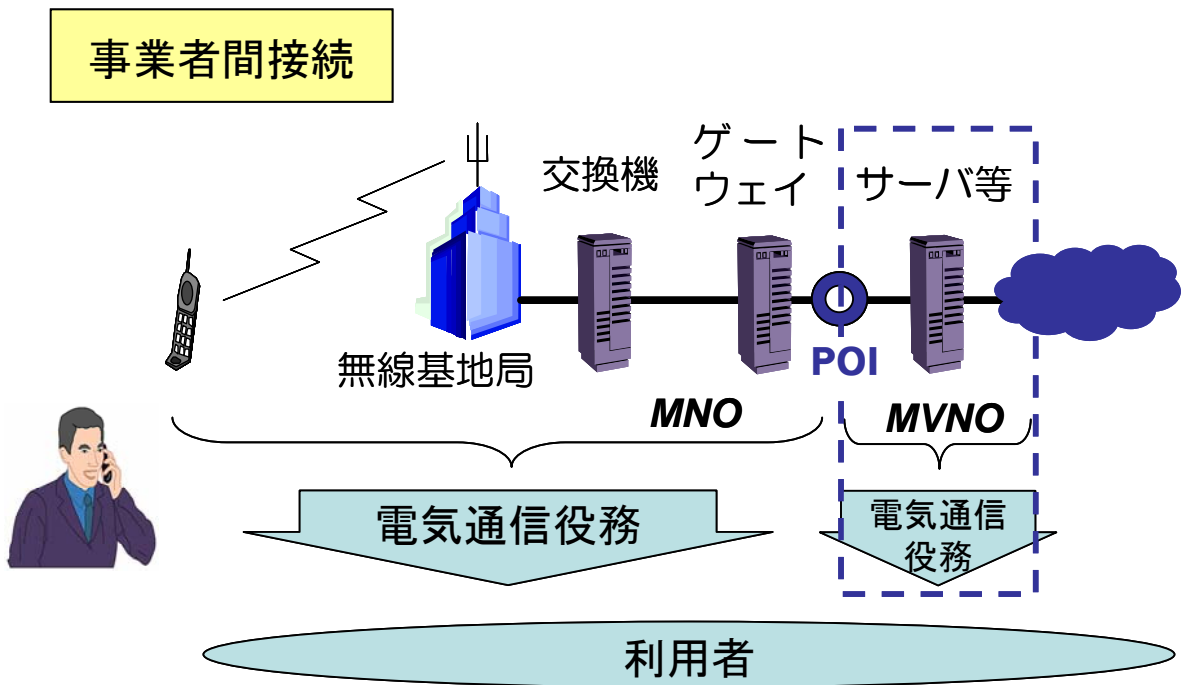 事業者間接続
交換機
ゲート
ウェイ
サーバ等
無線基地局
POI
MNO
MVNO
電気通信役務
電気通信
役務
利用者